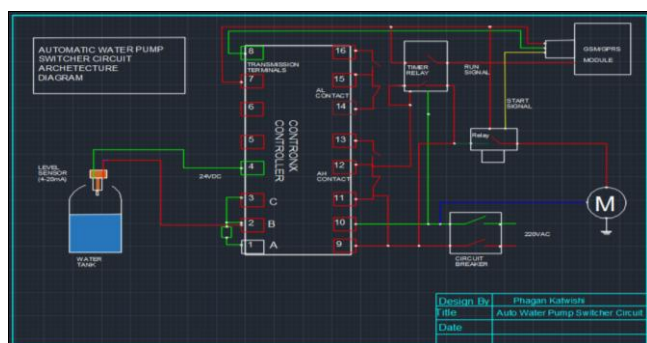 AUTOMATIC WATER PUMP
SWITCHER CIRCUIT
ARCHETECTURE
DIAGRAM
8
TRANSMISSION
TERMINALS
7
6
5
4
3
C
2
B
1
A
16
15
AL
CONTACT
14
13
12
AH
CONTACT
11
10
9
CONTRONX
CONTROLLER
24VDC
LEVEL
SENSOR
(4-20mA)
WATER
TANK
TIMER
RELAY
RUN
SIGNAL
START
SIGNAL
GSM/GPRS
MODULE
Relay
M
220VAC
CIRCUIT
BREAKER
Design By Phagan Katwishi
Title Auto Water Pump Switcher Circuit
Date